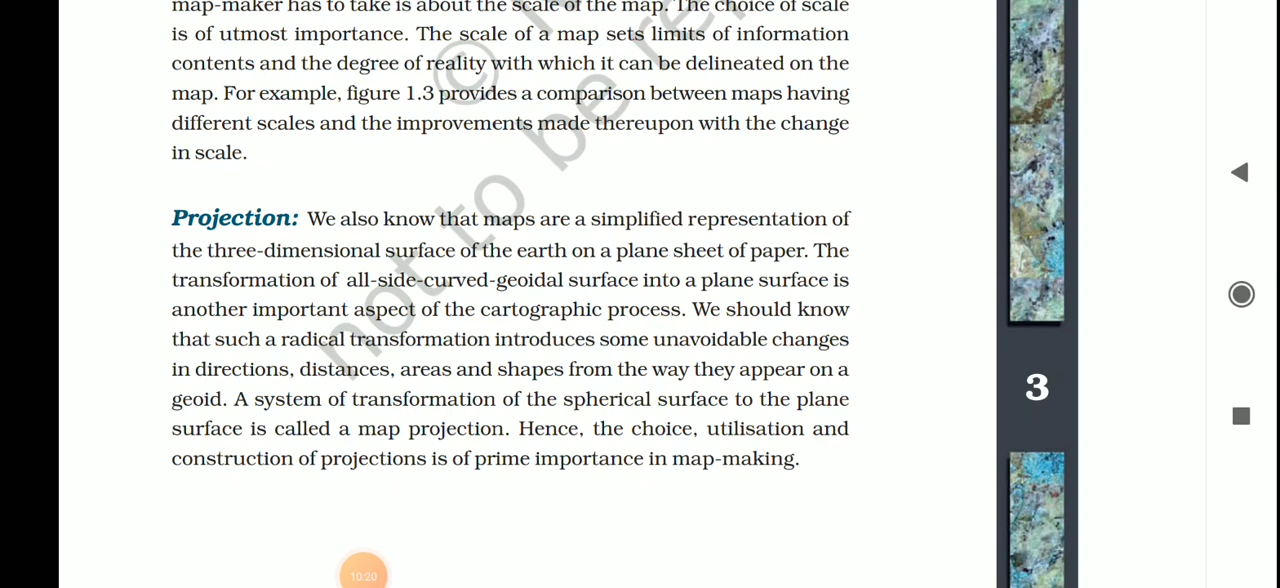 map-maker has to take is about the scale of the map. The choice of scale
is of utmost importance. The scale of a map sets limits of information
contents and the degree of reality with which it can be delineated on the
map. For example, figure 1.3 provides a comparison between maps having
different scales and the improvements made thereupon with the change
in scale.
Projection: We also know that maps are a simplified representation of
the three-dimensional surface of the earth on a plane sheet of paper. The
transformation of all-side-curved-geoidal surface into a plane surface is
another important aspect of the cartographic process. We should know
that such a radical transformation introduces some unavoidable changes
in directions, distances, areas and shapes from the way they appear on a
geoid. A system of transformation of the spherical surface to the plane
surface is called a map projection. Hence, the choice, utilisation and
construction of projections is of prime importance in map-making.
not to be re
©
3
10:20